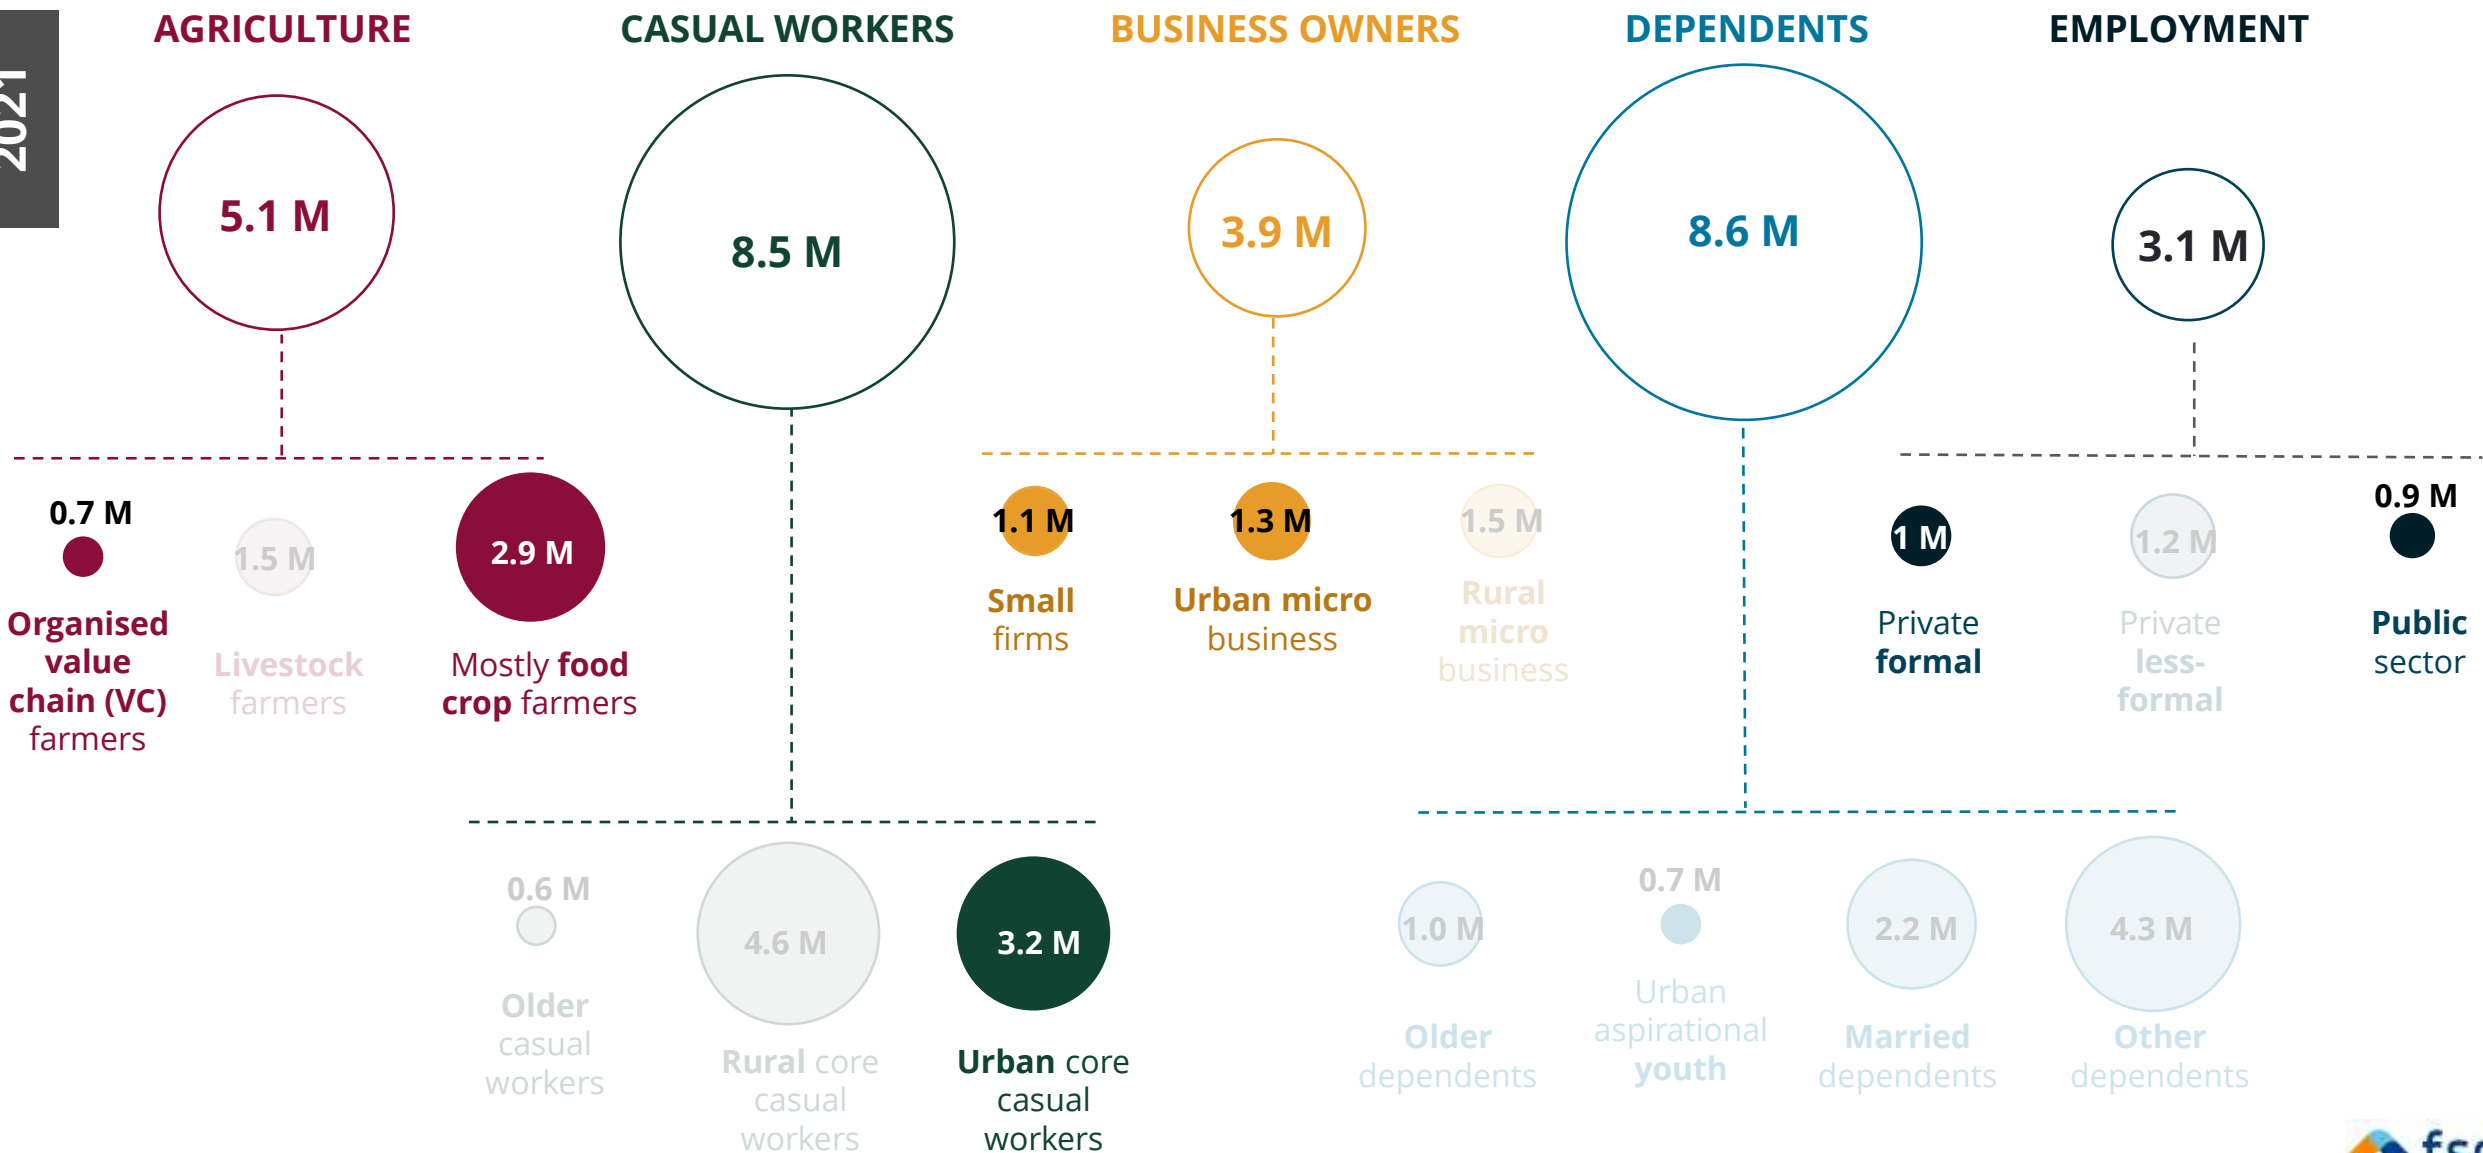 2021
AGRICULTURE
CASUAL WORKERS
BUSINESS OWNERS
DEPENDENTS
EMPLOYMENT
5.1 M
8.5 M
3.9 M
8.6 M
3.1 M
0.7 M
Organised
value
chain (VC)
farmers
1.5 M
Livestock
farmers
2.9 M
Mostly food
crop farmers
1.1 M
Small
firms
1.3 M
Urban micro
business
1.5 M
Rural
micro
business
1 M
Private
formal
1.2 M
Private
less-
formal
0.9 M
Public
sector
0.6 M
Older
casual
workers
4.6 M
Rural core
casual
workers
3.2 M
Urban core
casual
workers
1.0 M
Older
dependents
0.7 M
Urban
aspirational
youth
2.2 M
Married
dependents
4.3 M
Other
dependents